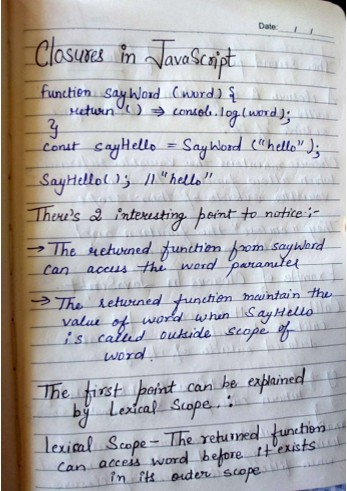 Date: / /
Closures in JavaScript
function sayWord (word) {
return () => console.log(word);
}
const sayHello = SayWord ("hello");
SayHello(); // "hello"
There's 2 interesting point to notice:-
→ The returned function from sayWord
can access the word parameter
→ The returned function maintain the
value of word when SayHello
is called outside scope of
word.
The first point can be explained
by Lexical Scope.:
lexical Scope - The returned function
can access word before it exists
in its outer scope